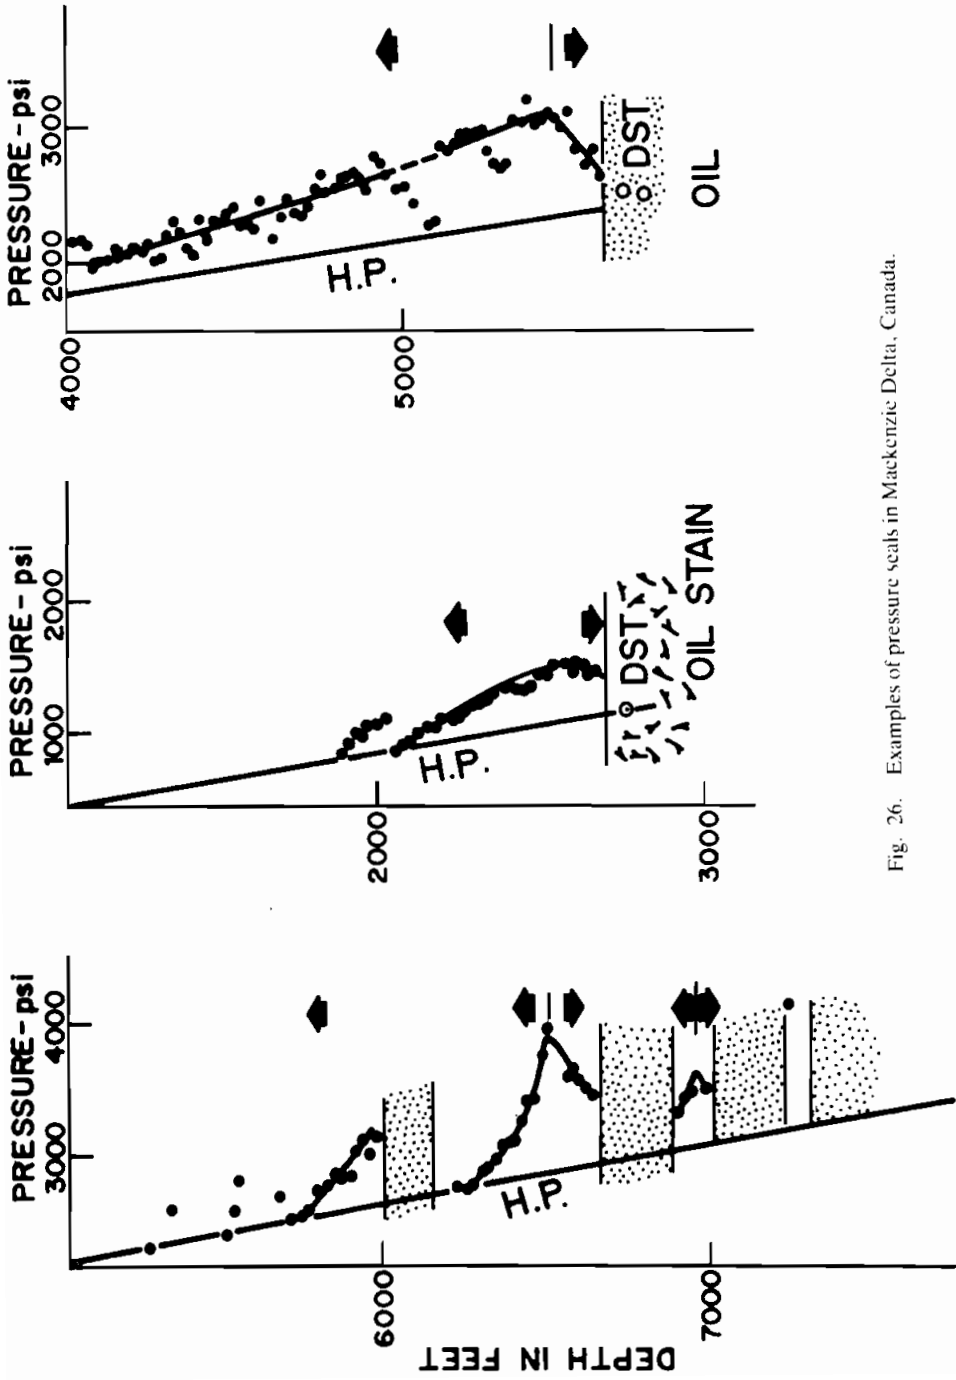 PRESSURE-psi
3000
4000
6000
7000
DEPTH IN FEET
H.P.
PRESSURE-psi
1000
2000
2000
3000
H.P.
DST
OIL STAIN
PRESSURE-psi
2000
3000
4000
5000
H.P.
DST
OIL
Fig. 26. Examples of pressure seals in Mackenzie Delta, Canada.